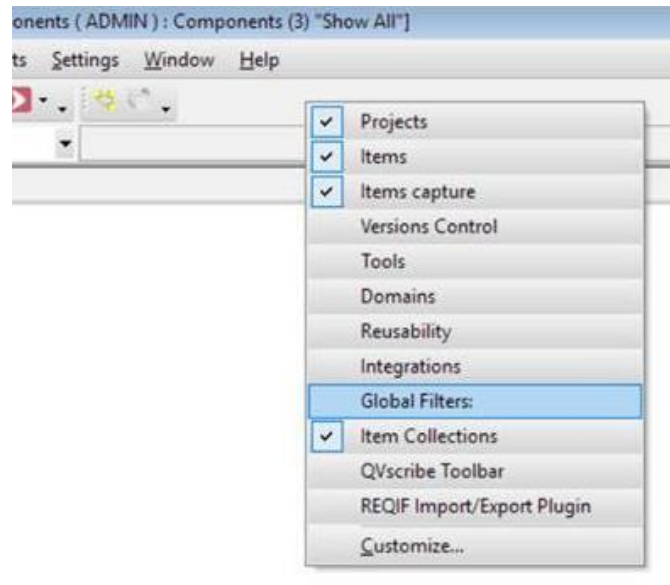 onents ( ADMIN ) : Components (3) "Show All"]
ts Settings Window Help
Projects
Items
Items capture
Versions Control
Tools
Domains
Reusability
Integrations
Global Filters:
Item Collections
QVscribe Toolbar
REQIF Import/Export Plugin
Customize...